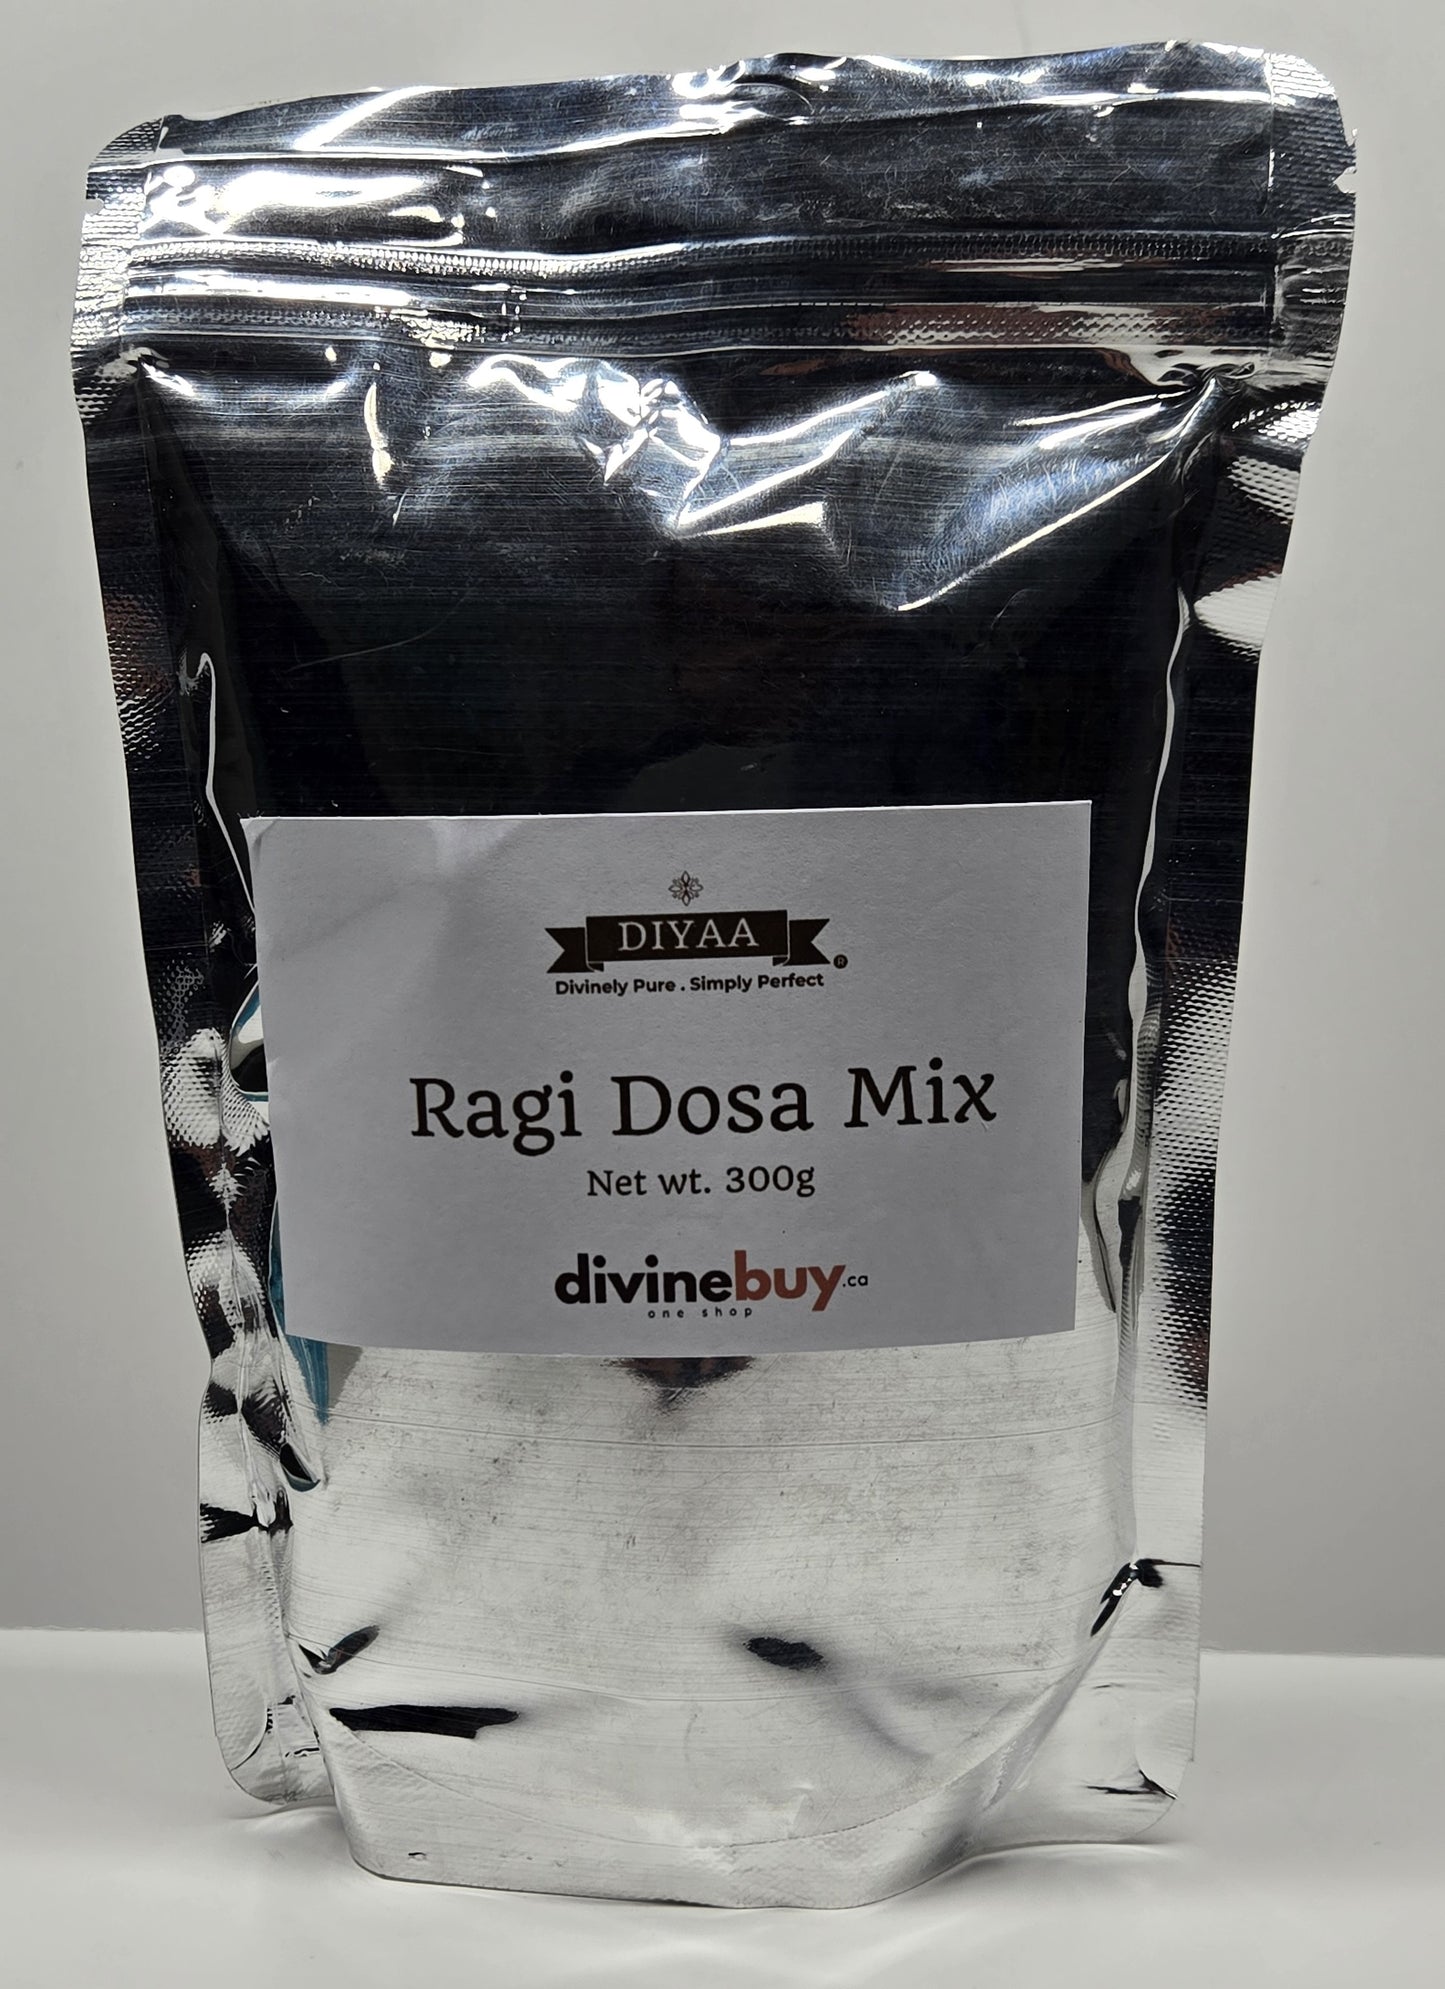 DIYAA
®
Divinely Pure . Simply Perfect
Ragi Dosa Mix
Net wt. 300g
divinebuy.ca
one shop